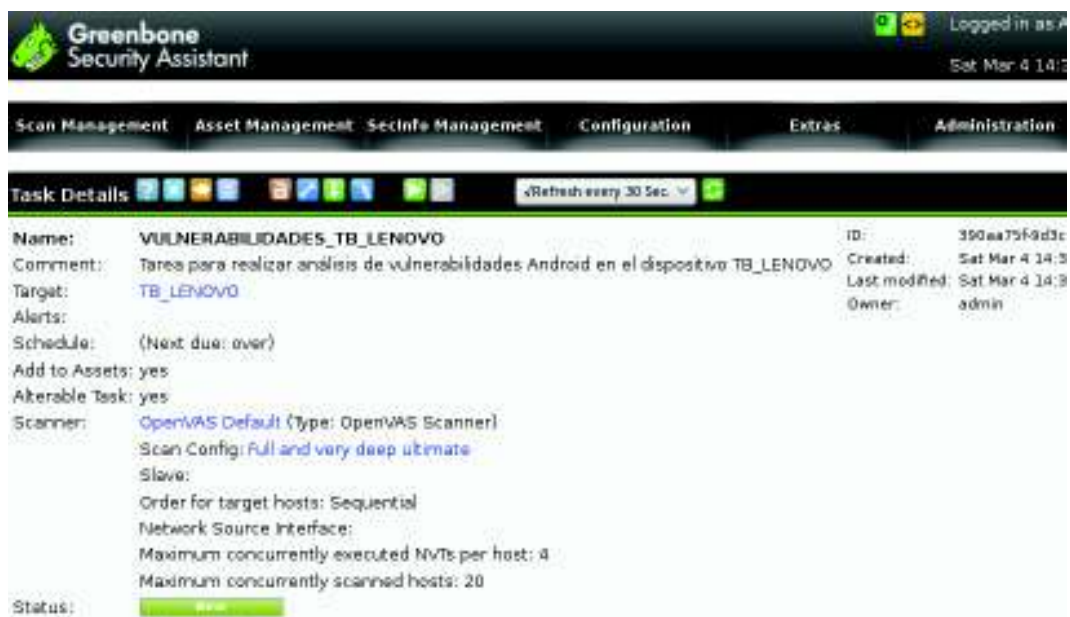 Greenbone
Security Assistant
Logged in as A
Sat Mar 4 14:3
Scan Management Asset Management SecInfo Management Configuration Extras Administration
Task Details √Refresh every 30 Sec.
Name: VULNERABILIDADES_TB_LENOVO
Comment: Tarea para realizar análisis de vulnerabilidades Android en el dispositivo TB_LENOVO
Target: TB_LENOVO
Alerts:
Schedule: (Next due: over)
Add to Assets: yes
Alterable Task: yes
Scanner: OpenVAS Default (Type: OpenVAS Scanner)
Scan Config: Full and very deep ultimate
Slave:
Order for target hosts: Sequential
Network Source Interface:
Maximum concurrently executed NVTs per host: 4
Maximum concurrently scanned hosts: 20
Status: New
ID: 390aa75f-9d3c
Created: Sat Mar 4 14:3
Last modified: Sat Mar 4 14:3
Owner: admin